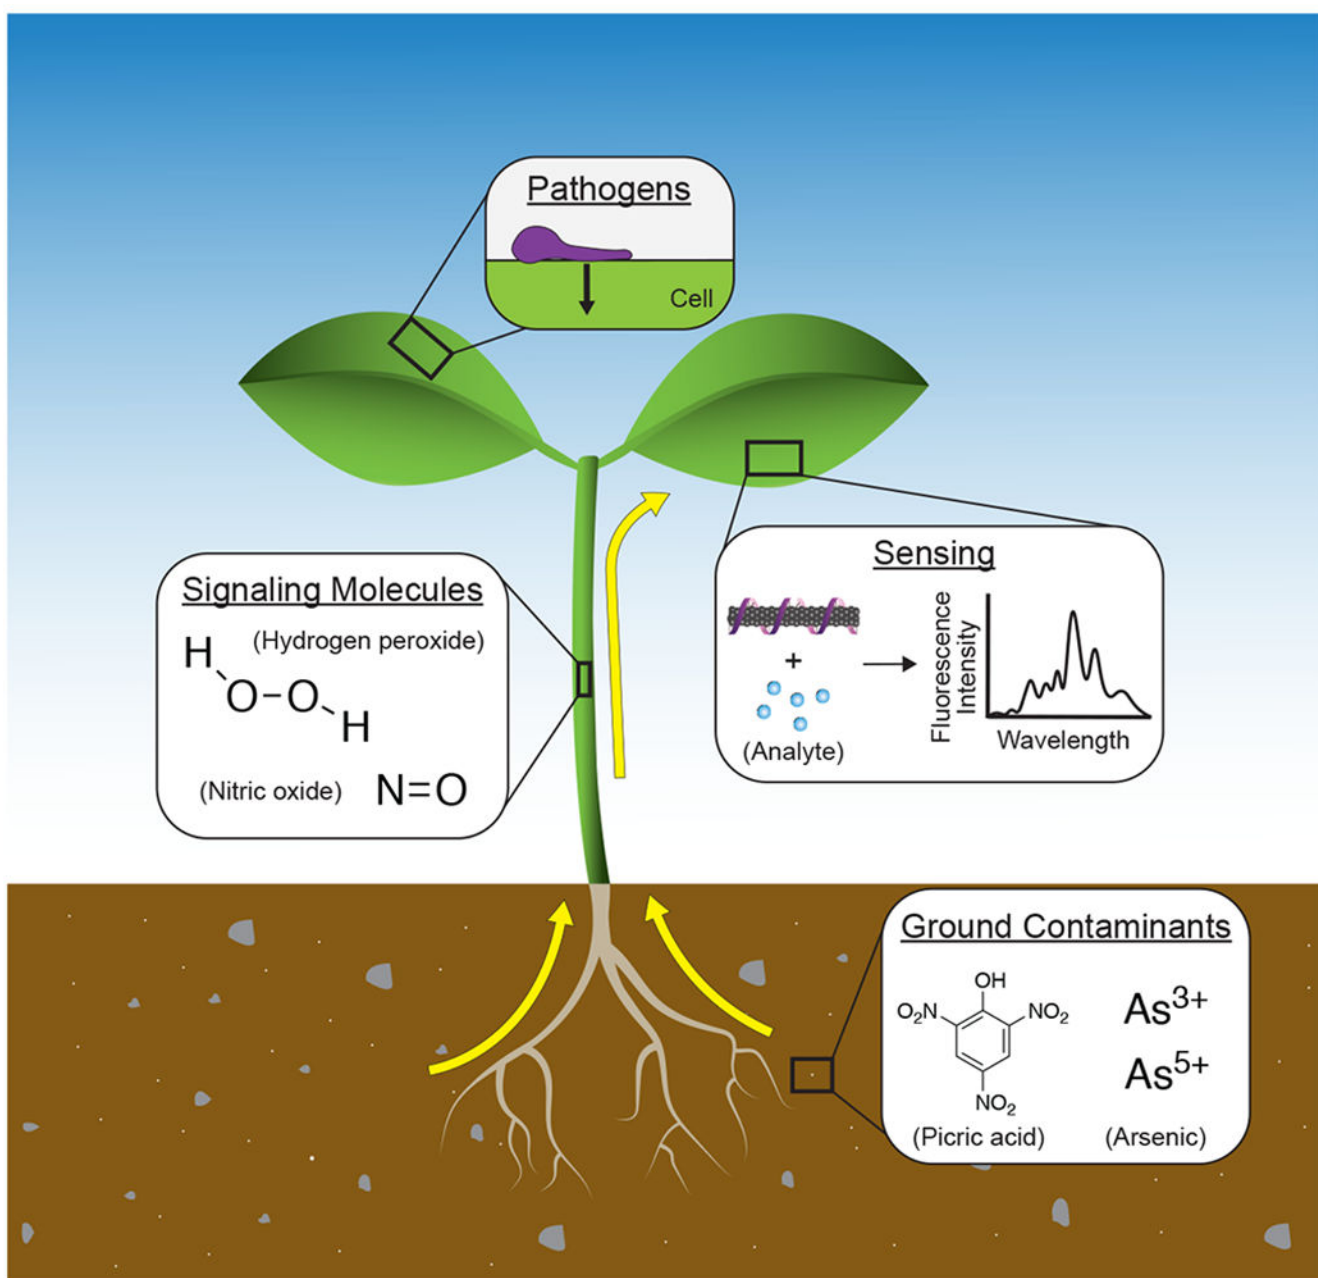 Pathogens
Cell
Signaling Molecules
(Hydrogen peroxide)
H
O–O
H
(Nitric oxide)
N=O
Sensing
+
(Analyte)
Fluorescence
Intensity
Wavelength
Ground Contaminants
OH
O₂N
NO₂
NO₂
(Picric acid)
As³⁺
As⁵⁺
(Arsenic)